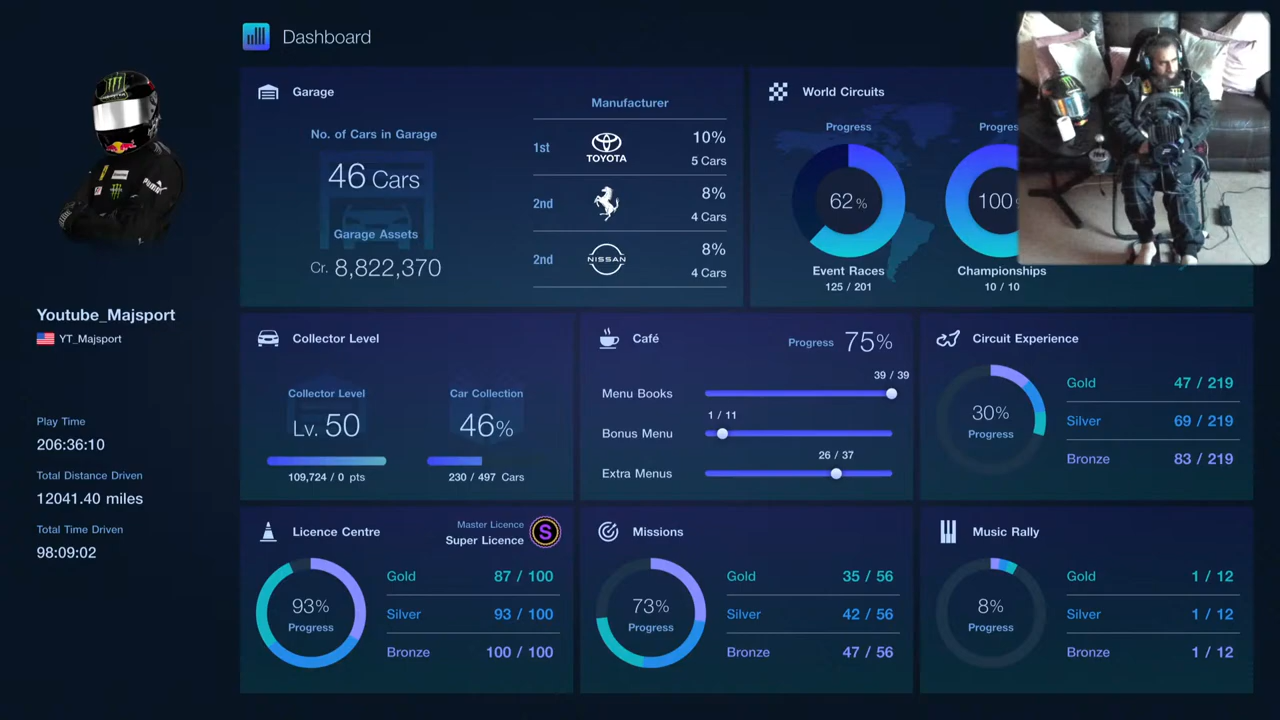 Dashboard
Youtube_Majsport
YT_Majsport
Play Time
206:36:10
Total Distance Driven
12041.40 miles
Total Time Driven
98:09:02
Garage
No. of Cars in Garage
46 Cars
Garage Assets
Cr. 8,822,370
Manufacturer
1st TOYOTA 10%
5 Cars
2nd 8%
4 Cars
2nd NISSAN 8%
4 Cars
World Circuits
Progress
62%
Event Races
125 / 201
Progres
100%
Championships
10 / 10
Collector Level
Collector Level
Lv. 50
109,724 / 0 pts
Car Collection
46%
230 / 497 Cars
Café
Progress 75%
39 / 39
Menu Books
1 / 11
Bonus Menu
26 / 37
Extra Menus
Circuit Experience
30%
Progress
Gold 47 / 219
Silver 69 / 219
Bronze 83 / 219
Licence Centre
Master Licence
Super Licence S
93%
Progress
Gold 87 / 100
Silver 93 / 100
Bronze 100 / 100
Missions
73%
Progress
Gold 35 / 56
Silver 42 / 56
Bronze 47 / 56
Music Rally
8%
Progress
Gold 1 / 12
Silver 1 / 12
Bronze 1 / 12